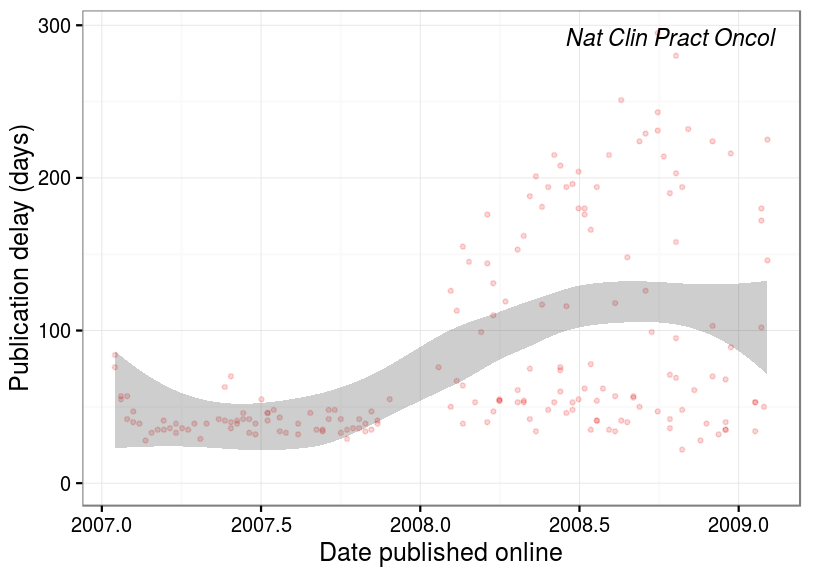 Nat Clin Pract Oncol
Publication delay (days)
300
200
100
0
2007.0 2007.5 2008.0 2008.5 2009.0
Date published online